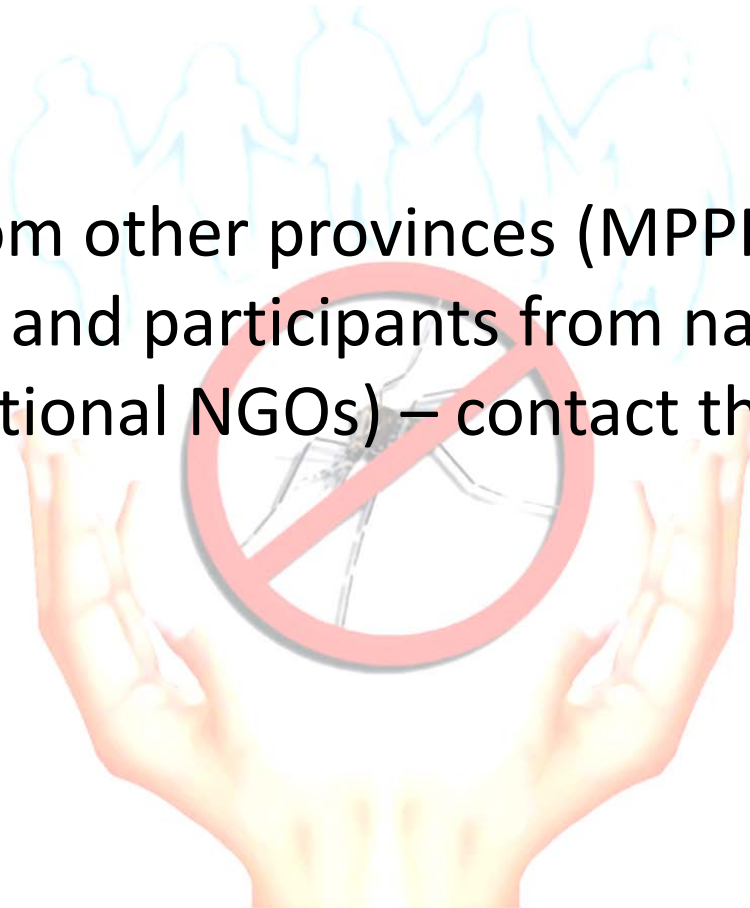 om other provinces (MPPI
and participants from na
tional NGOs) – contact th